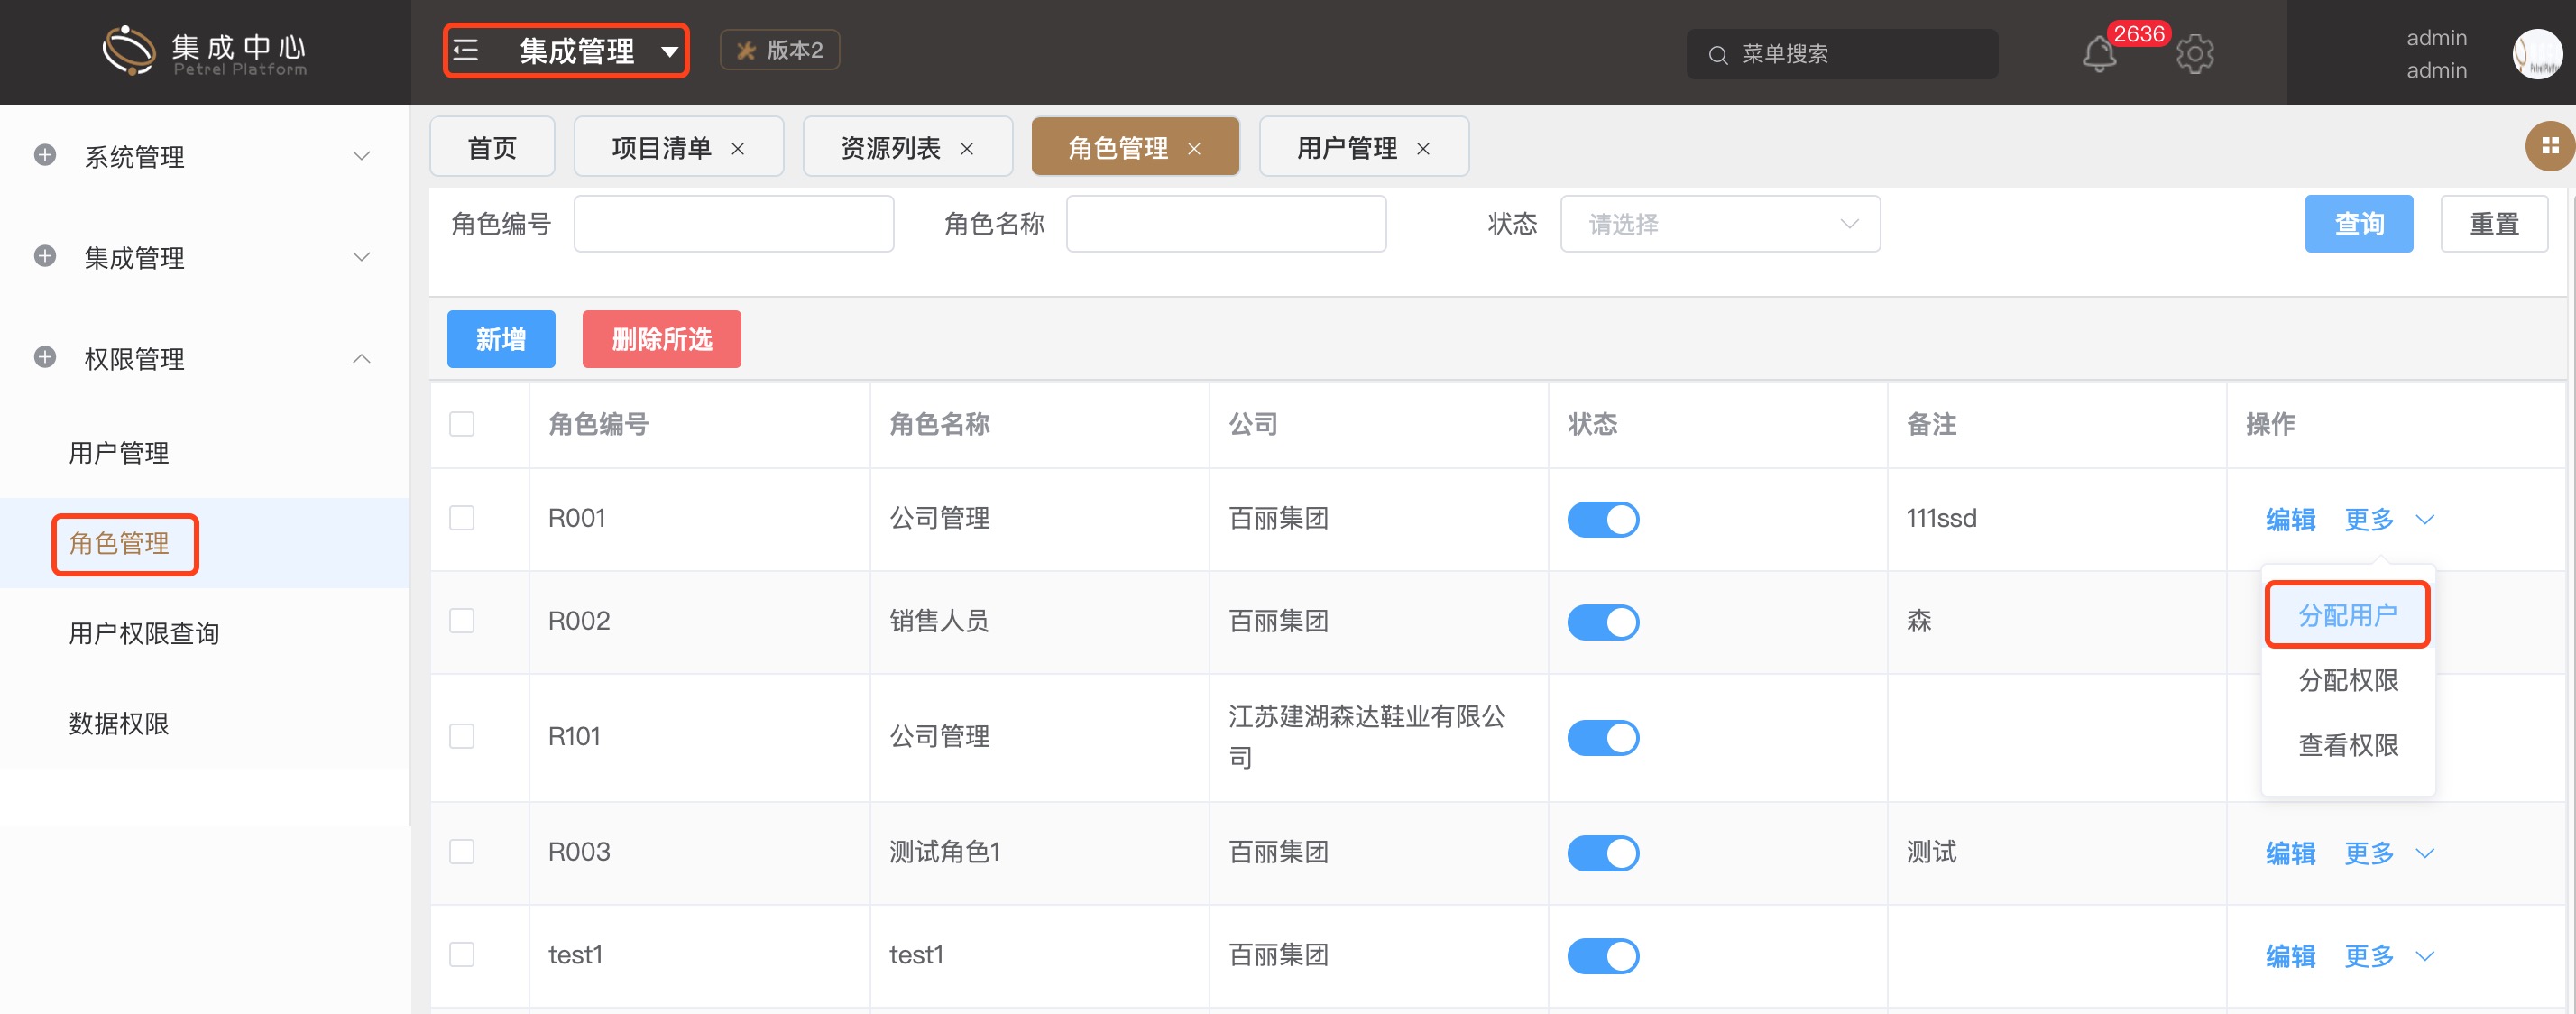 集成中心
Petrel Platform
集成管理
版本2
菜单搜索
2636
admin
admin
系统管理
集成管理
权限管理
用户管理
角色管理
用户权限查询
数据权限
首页 项目清单 资源列表 角色管理 用户管理
角色编号 角色名称 状态 请选择 查询 重置
新增 删除所选
角色编号 角色名称 公司 状态 备注 操作
R001 公司管理 百丽集团 111ssd 编辑 更多
R002 销售人员 百丽集团 森
R101 公司管理 江苏建湖森达鞋业有限公
司
R003 测试角色1 百丽集团 测试 编辑 更多
test1 test1 百丽集团 编辑 更多
分配用户
分配权限
查看权限